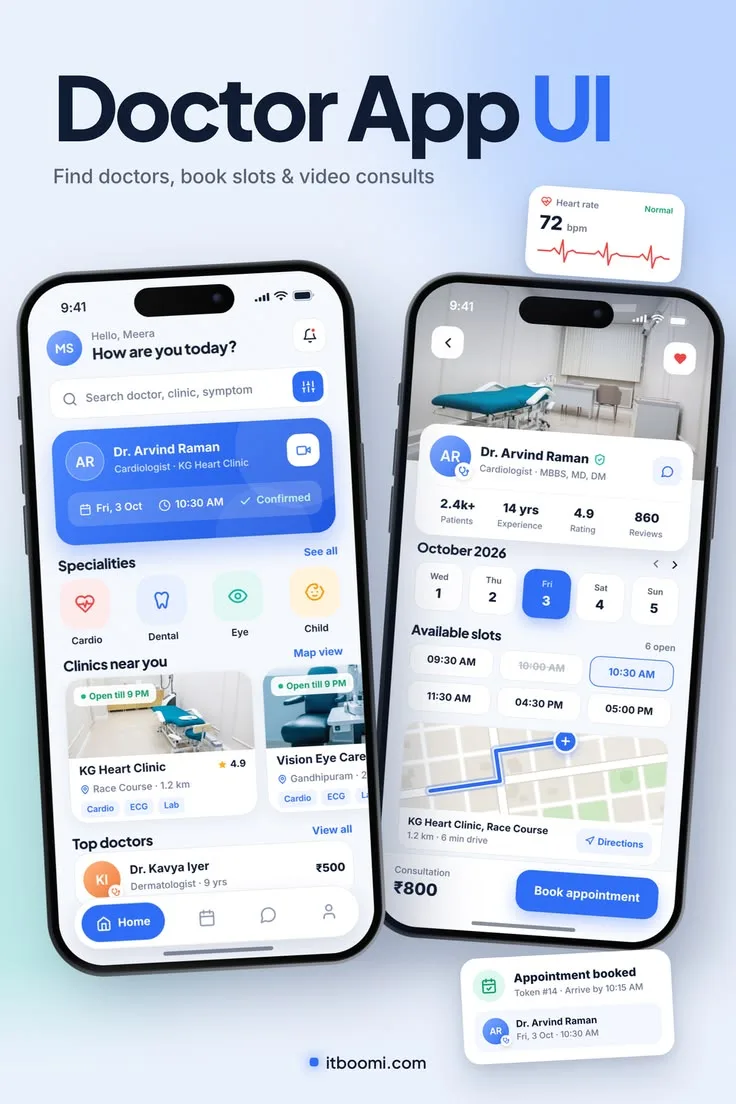 Doctor App UI
Find doctors, book slots & video consults
Heart rate
Normal
72 bpm
9:41
MS
Hello, Meera
How are you today?
Search doctor, clinic, symptom
AR
Dr. Arvind Raman
Cardiologist · KG Heart Clinic
Fri, 3 Oct
10:30 AM
Confirmed
Specialities
See all
Cardio
Dental
Eye
Child
Clinics near you
Map view
Open till 9 PM
Open till 9 PM
KG Heart Clinic
4.9
Race Course · 1.2 km
Cardio
ECG
Lab
Vision Eye Care
Gandhipuram · 2
Cardio
ECG
Top doctors
View all
KI
Dr. Kavya Iyer
Dermatologist · 9 yrs
₹500
Home
9:41
AR
Dr. Arvind Raman
Cardiologist · MBBS, MD, DM
2.4k+
Patients
14 yrs
Experience
4.9
Rating
860
Reviews
October 2026
Wed
1
Thu
2
Fri
3
Sat
4
Sun
5
Available slots
6 open
09:30 AM
10:00 AM
10:30 AM
11:30 AM
04:30 PM
05:00 PM
KG Heart Clinic, Race Course
1.2 km · 6 min drive
Directions
Consultation
₹800
Book appointment
Appointment booked
Token #14 · Arrive by 10:15 AM
AR
Dr. Arvind Raman
Fri, 3 Oct · 10:30 AM
itboomi.com